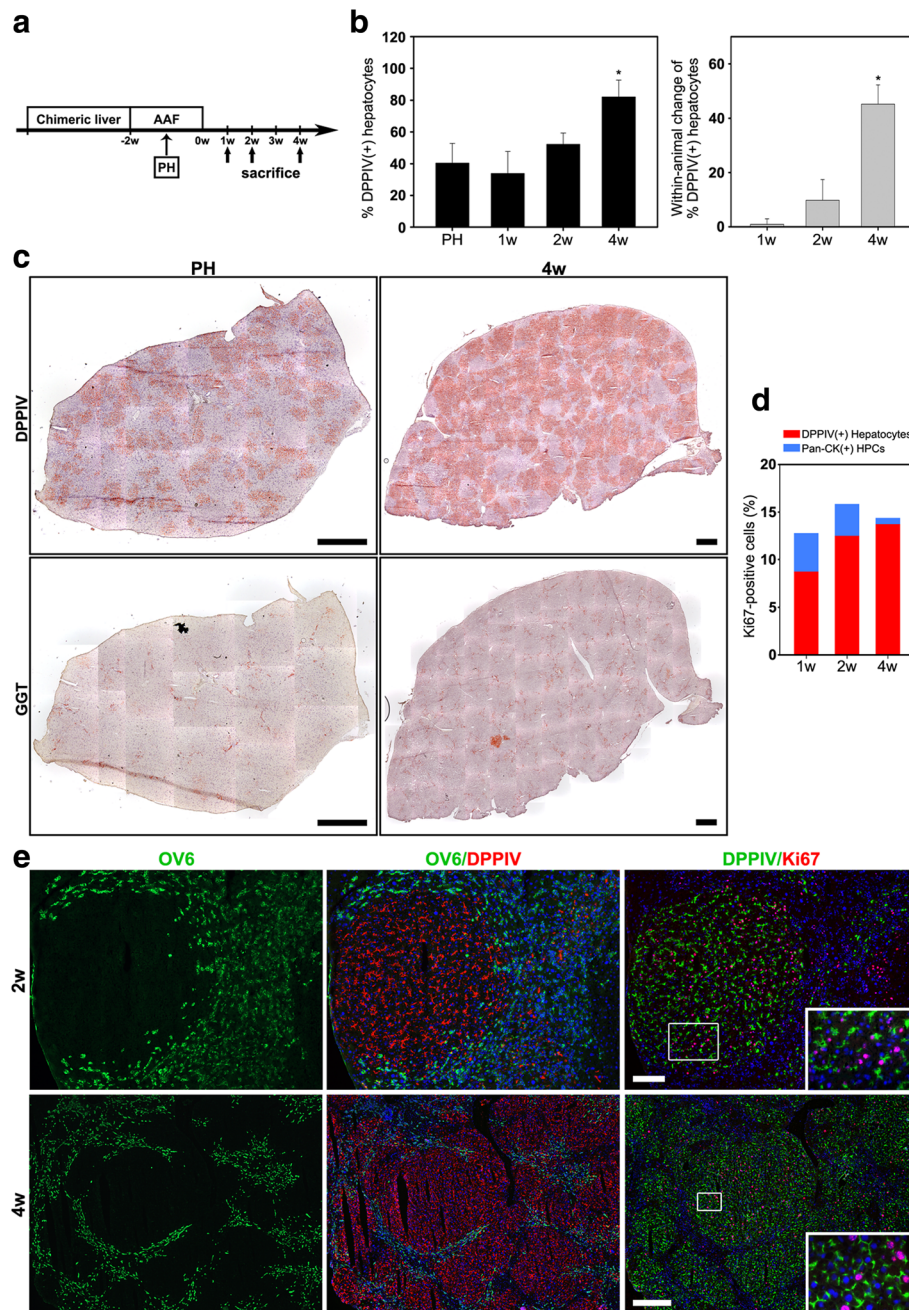 a
Chimeric liver
AAF
-2w
0w
1w
2w
3w
4w
PH
sacrifice
b
% DPPIV(+) hepatocytes
120
100
80
60
40
20
0
*
PH
1w
2w
4w
Within-animal change of
% DPPIV(+) hepatocytes
60
40
20
0
*
1w
2w
4w
c
PH
4w
DPPIV
GGT
d
DPPIV(+) Hepatocytes
Pan-CK(+) HPCs
Ki67-positive cells (%)
20
15
10
5
0
1w
2w
4w
e
OV6
OV6/DPPIV
DPPIV/Ki67
2w
4w